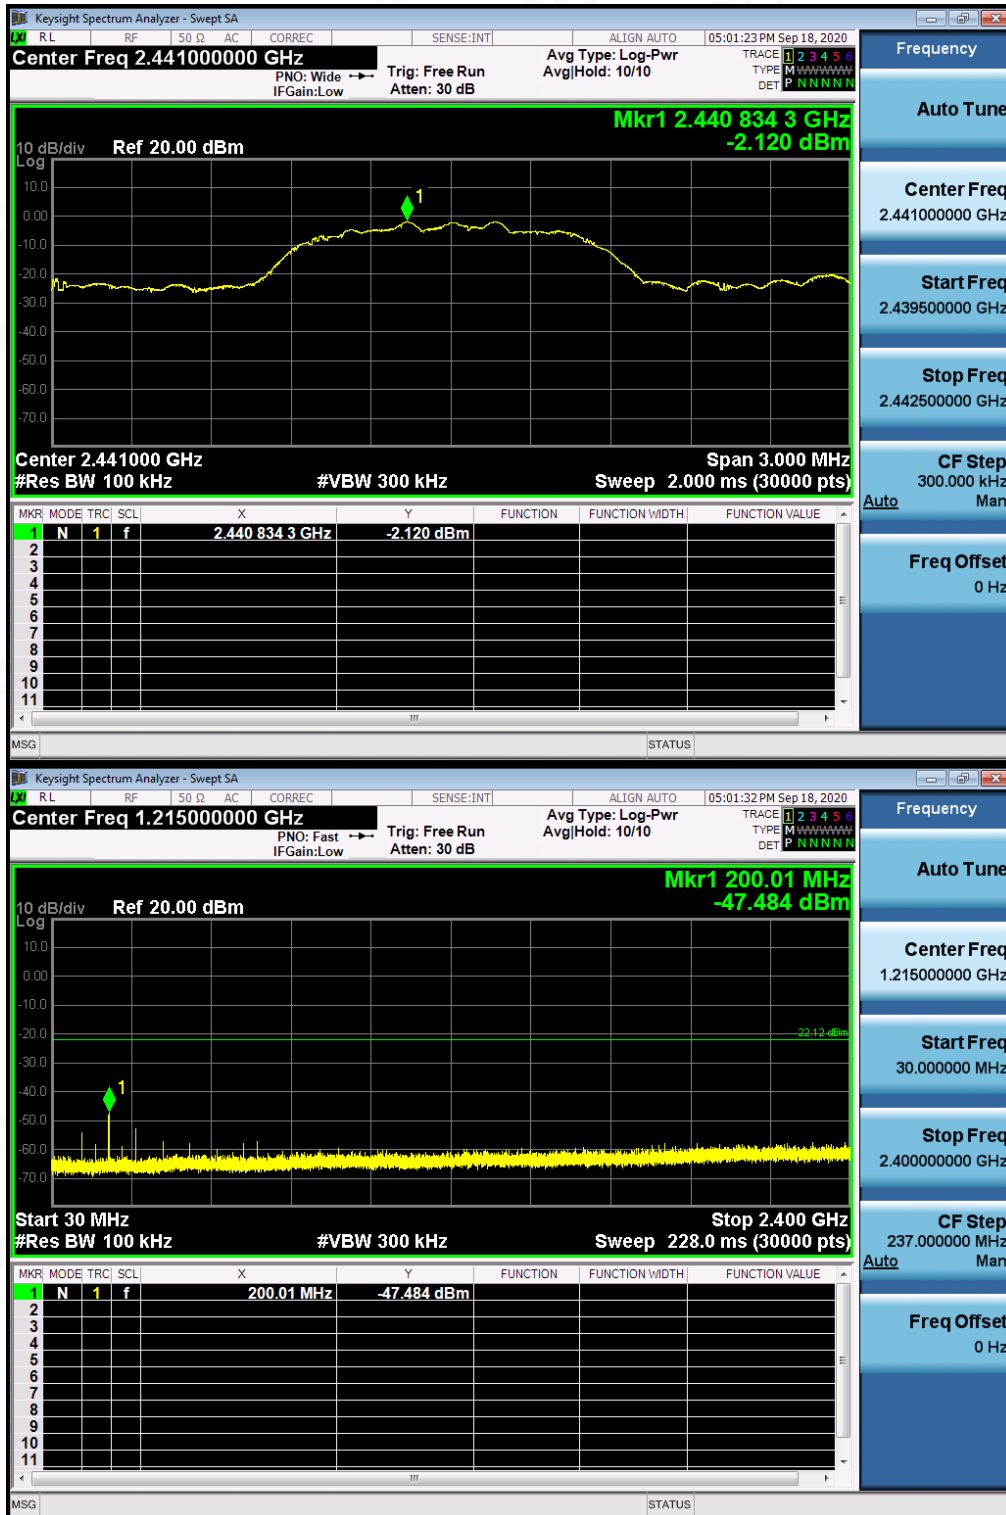 Keysight Spectrum Analyzer - Swept SA
LXI RL RF 50 Ω AC CORREC SENSE:INT ALIGN AUTO 05:01:23 PM Sep 18, 2020
Center Freq 2.441000000 GHz
PNO: Wide
IFGain:Low
Trig: Free Run
Atten: 30 dB
Avg Type: Log-Pwr
Avg|Hold: 10/10
TRACE 1 2 3 4 5 6
TYPE M WWWWW
DET P N N N N N
Mkr1 2.440 834 3 GHz
-2.120 dBm
10 dB/div Ref 20.00 dBm
Log
10.0
0.00
-10.0
-20.0
-30.0
-40.0
-50.0
-60.0
-70.0
1
Center 2.441000 GHz Span 3.000 MHz
#Res BW 100 kHz #VBW 300 kHz Sweep 2.000 ms (30000 pts)
MKR MODE TRC SCL X Y FUNCTION FUNCTION WIDTH FUNCTION VALUE
1 N 1 f 2.440 834 3 GHz -2.120 dBm
2
3
4
5
6
7
8
9
10
11
MSG STATUS
Frequency
Auto Tune
Center Freq
2.441000000 GHz
Start Freq
2.439500000 GHz
Stop Freq
2.442500000 GHz
CF Step
300.000 kHz
Auto Man
Freq Offset
0 Hz
Keysight Spectrum Analyzer - Swept SA
LXI RL RF 50 Ω AC CORREC SENSE:INT ALIGN AUTO 05:01:32 PM Sep 18, 2020
Center Freq 1.215000000 GHz
PNO: Fast
IFGain:Low
Trig: Free Run
Atten: 30 dB
Avg Type: Log-Pwr
Avg|Hold: 10/10
TRACE 1 2 3 4 5 6
TYPE M WWWWW
DET P N N N N N
Mkr1 200.01 MHz
-47.484 dBm
10 dB/div Ref 20.00 dBm
Log
10.0
0.00
-10.0
-20.0
-30.0
-40.0
-50.0
-60.0
-70.0
-22.12 dBm
1
Start 30 MHz Stop 2.400 GHz
#Res BW 100 kHz #VBW 300 kHz Sweep 228.0 ms (30000 pts)
MKR MODE TRC SCL X Y FUNCTION FUNCTION WIDTH FUNCTION VALUE
1 N 1 f 200.01 MHz -47.484 dBm
2
3
4
5
6
7
8
9
10
11
MSG STATUS
Frequency
Auto Tune
Center Freq
1.215000000 GHz
Start Freq
30.000000 MHz
Stop Freq
2.400000000 GHz
CF Step
237.000000 MHz
Auto Man
Freq Offset
0 Hz